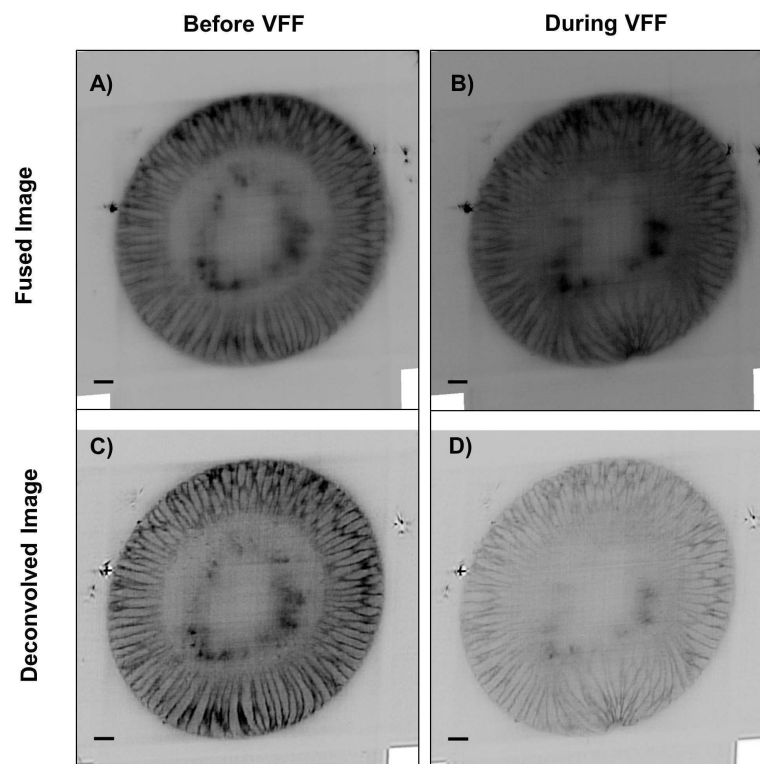 Before VFF
During VFF
Fused Image
A)
B)
Deconvolved Image
C)
D)